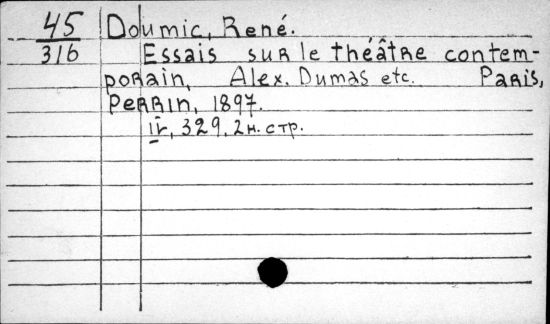 45 Doumic, René.
316 Essais sur le théâtre contem-
porain, Alex. Dumas etc. Paris,
Perrin, 1897.
IV, 329, 2 н. стр.